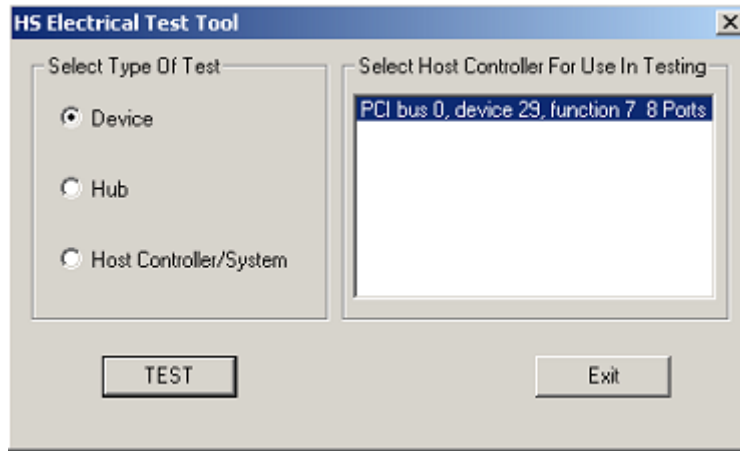 HS Electrical Test Tool
Select Type Of Test
Device
Hub
Host Controller/System
Select Host Controller For Use In Testing
PCI bus 0, device 29, function 7 8 Ports
TEST
Exit